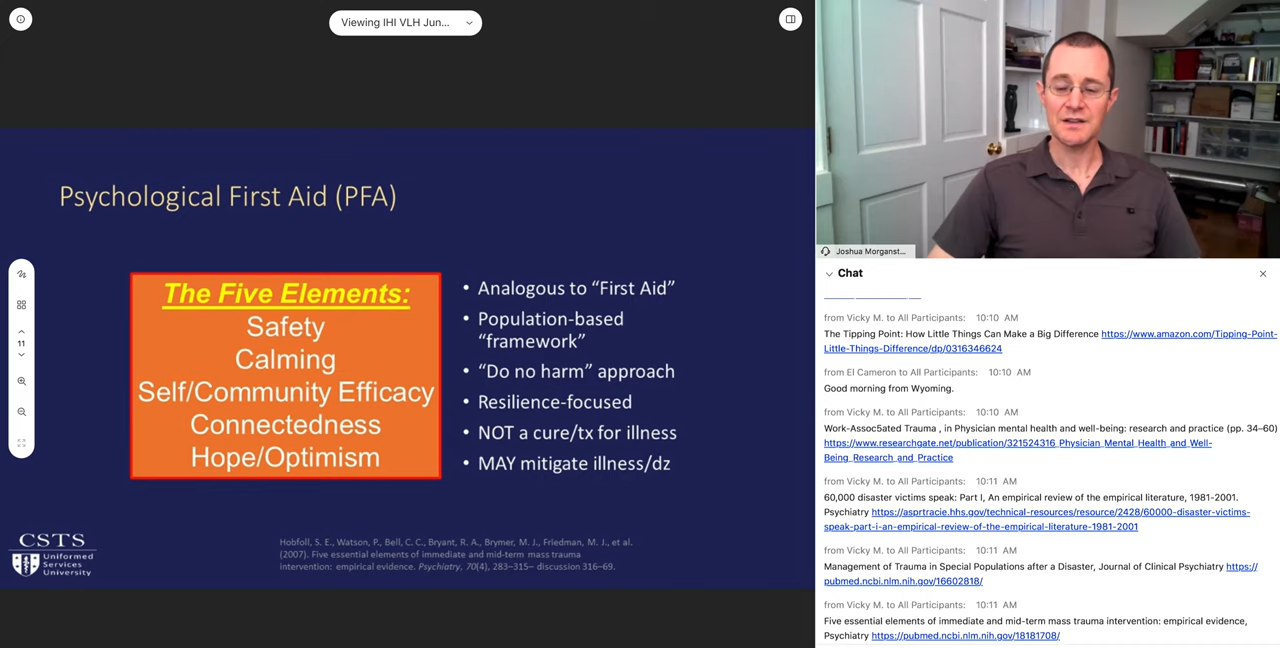 Viewing IHI VLH Jun...
Psychological First Aid (PFA)
The Five Elements:
Safety
Calming
Self/Community Efficacy
Connectedness
Hope/Optimism
• Analogous to “First Aid”
• Population-based
“framework”
• “Do no harm” approach
• Resilience-focused
• NOT a cure/tx for illness
• MAY mitigate illness/dz
11
CSTS
Uniformed
Services
University
Hobfoll, S. E., Watson, P., Bell, C. C., Bryant, R. A., Brymer, M. J., Friedman, M. J., et al.
(2007). Five essential elements of immediate and mid-term mass trauma
intervention: empirical evidence. Psychiatry, 70(4), 283–315– discussion 316–69.
Joshua Morganst...
Chat
from Vicky M. to All Participants: 10:10 AM
The Tipping Point: How Little Things Can Make a Big Difference https://www.amazon.com/Tipping-Point-
Little-Things-Difference/dp/0316346624
from El Cameron to All Participants: 10:10 AM
Good morning from Wyoming.
from Vicky M. to All Participants: 10:10 AM
Work-Assoc5ated Trauma , in Physician mental health and well-being: research and practice (pp. 34–60)
https://www.researchgate.net/publication/321524316_Physician_Mental_Health_and_Well-
Being_Research_and_Practice
from Vicky M. to All Participants: 10:11 AM
60,000 disaster victims speak: Part I, An empirical review of the empirical literature, 1981-2001.
Psychiatry https://asprtracie.hhs.gov/technical-resources/resource/2428/60000-disaster-victims-
speak-part-i-an-empirical-review-of-the-empirical-literature-1981-2001
from Vicky M. to All Participants: 10:11 AM
Management of Trauma in Special Populations after a Disaster, Journal of Clinical Psychiatry https://
pubmed.ncbi.nlm.nih.gov/16602818/
from Vicky M. to All Participants: 10:11 AM
Five essential elements of immediate and mid-term mass trauma intervention: empirical evidence,
Psychiatry https://pubmed.ncbi.nlm.nih.gov/18181708/